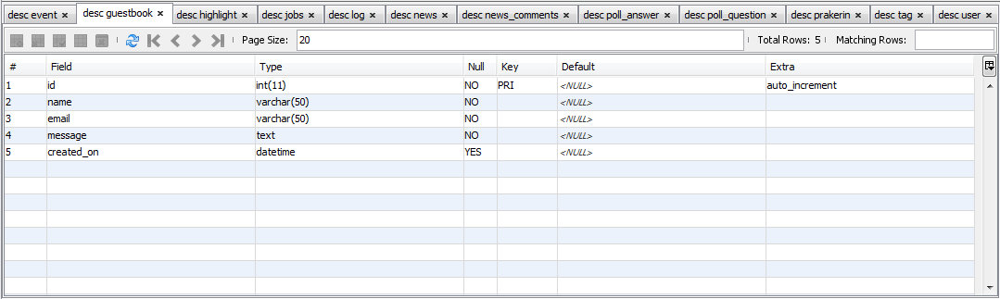 desc event × desc guestbook × desc highlight × desc jobs × desc log × desc news × desc news_comments × desc poll_answer × desc poll_question × desc prakerin × desc tag × desc user ×
Page Size: 20 Total Rows: 5 Matching Rows:
# Field Type Null Key Default Extra
1 id int(11) NO PRI <NULL> auto_increment
2 name varchar(50) NO <NULL>
3 email varchar(50) NO <NULL>
4 message text NO <NULL>
5 created_on datetime YES <NULL>